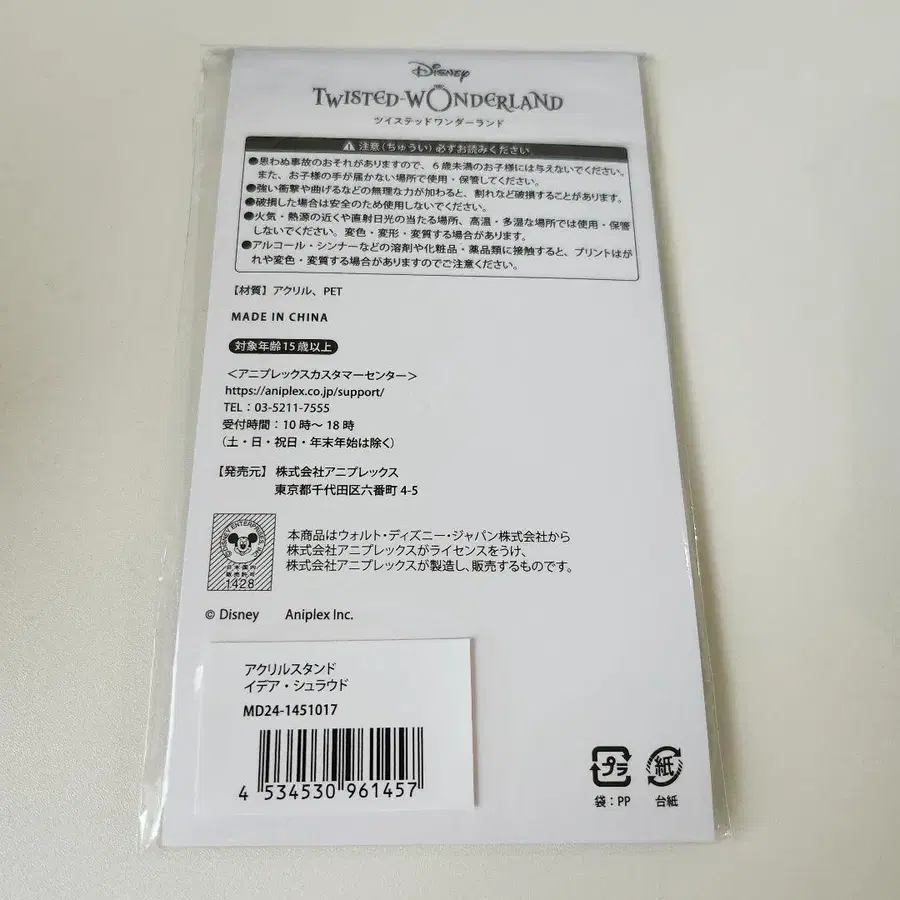 Disney
TWISTED-WONDERLAND
ツイステッドワンダーランド
注意(ちゅうい)必ずお読みください
●思わぬ事故のおそれがありますので、6歳未満のお子様には与えないでください。
また、お子様の手が届かない場所で使用・保管してください。
●強い衝撃や曲げるなどの無理な力が加わると、割れなど破損することがあります。
●破損した場合は安全のため使用しないでください。
●火気・熱源の近くや直射日光の当たる場所、高温・多湿な場所では使用・保管
しないでください。変色・変形・変質する場合があります。
●アルコール・シンナーなどの溶剤や化粧品・薬品類に接触すると、プリントはが
れや変色・変質する場合がありますのでご注意ください。
【材質】アクリル、PET
MADE IN CHINA
対象年齢15歳以上
＜アニプレックスカスタマーセンター＞
https://aniplex.co.jp/support/
TEL：03-5211-7555
受付時間：10時～18時
(土・日・祝日・年末年始は除く)
【発売元】株式会社アニプレックス
東京都千代田区六番町4-5
©DISNEY ENTERPRISES, INC.
日本国内
販売許可
1428
本商品はウォルト・ディズニー・ジャパン株式会社から
株式会社アニプレックスがライセンスをうけ、
株式会社アニプレックスが製造し、販売するものです。
© Disney Aniplex Inc.
アクリルスタンド
イデア・シュラウド
MD24-1451017
4 534530 961457
プラ 紙
袋：PP 台紙